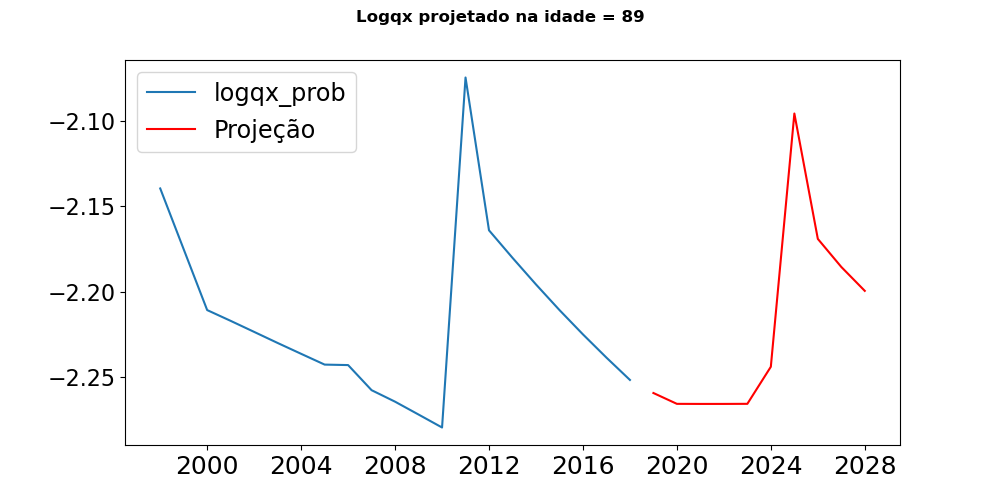 Logqx projetado na idade = 89
logqx_prob
Projeção
−2.10
−2.15
−2.20
−2.25
2000 2004 2008 2012 2016 2020 2024 2028